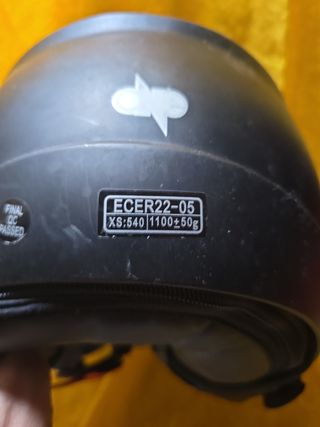 ECER22-05
XS:540 1100±50g
FINAL
QC
PASSED